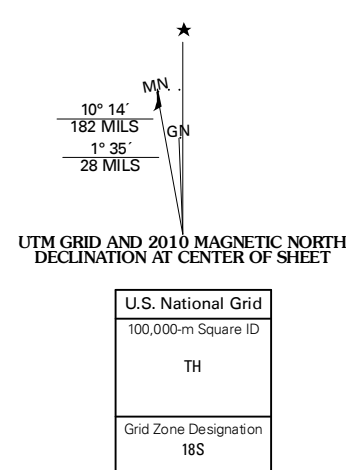 MN
10° 14´
182 MILS
GN
1° 35´
28 MILS
UTM GRID AND 2010 MAGNETIC NORTH
DECLINATION AT CENTER OF SHEET
U.S. National Grid
100,000-m Square ID
TH
Grid Zone Designation
18S